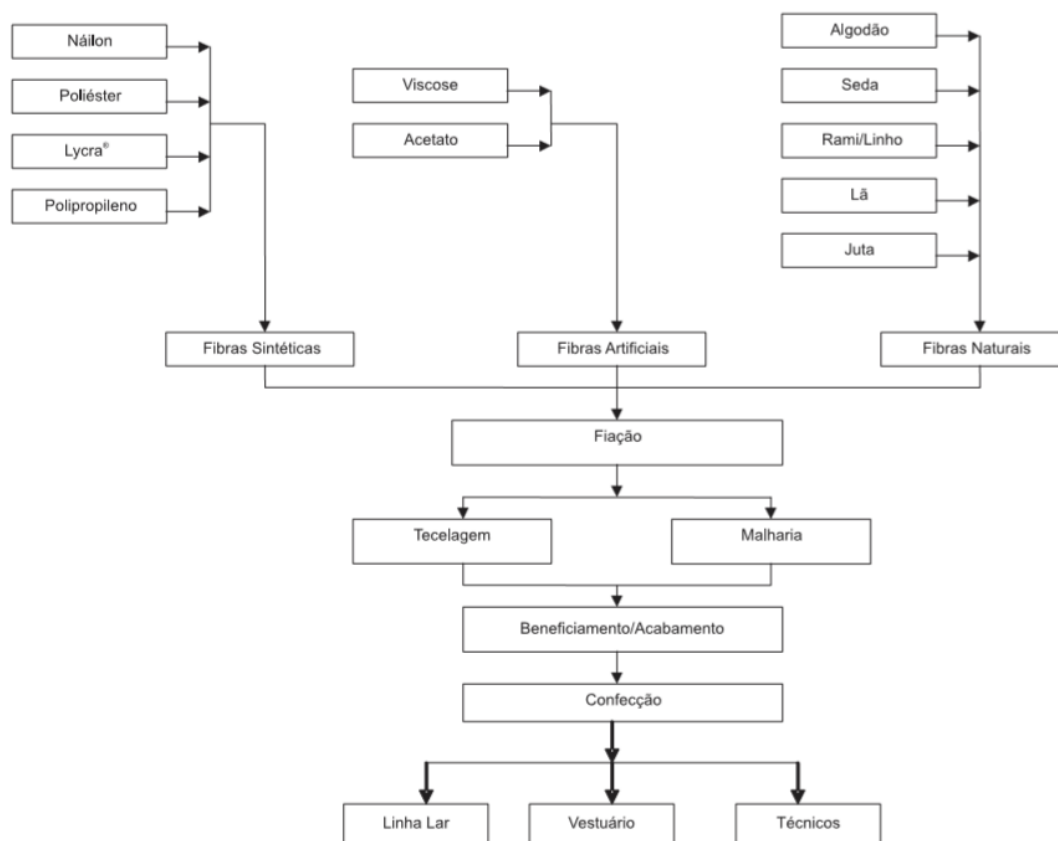 Náilon
Poliéster
Lycra®
Polipropileno
Viscose
Acetato
Algodão
Seda
Rami/Linho
Lã
Juta
Fibras Sintéticas
Fibras Artificiais
Fibras Naturais
Fiação
Tecelagem
Malharia
Beneficiamento/Acabamento
Confecção
Linha Lar
Vestuário
Técnicos